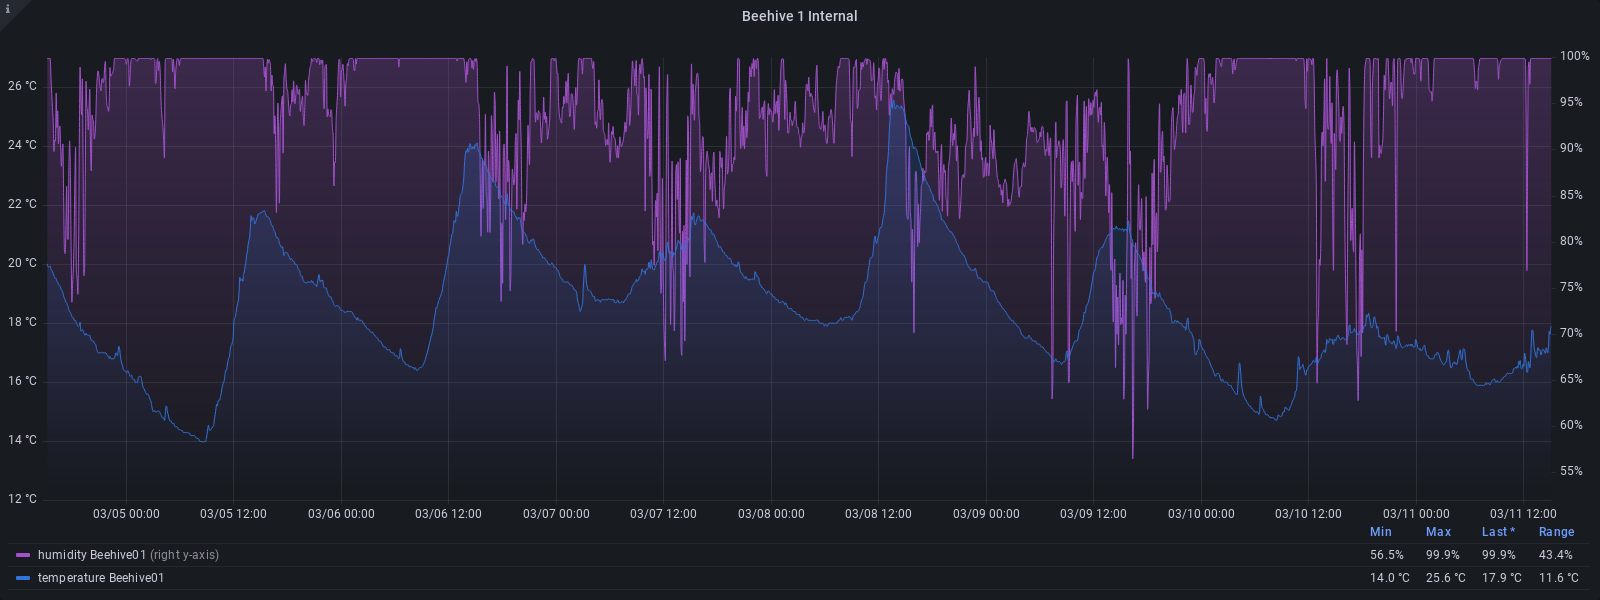 i
Beehive 1 Internal
26 °C
24 °C
22 °C
20 °C
18 °C
16 °C
14 °C
12 °C
100%
95%
90%
85%
80%
75%
70%
65%
60%
55%
03/05 00:00 03/05 12:00 03/06 00:00 03/06 12:00 03/07 00:00 03/07 12:00 03/08 00:00 03/08 12:00 03/09 00:00 03/09 12:00 03/10 00:00 03/10 12:00 03/11 00:00 03/11 12:00
Min Max Last * Range
humidity Beehive01 (right y-axis) 56.5% 99.9% 99.9% 43.4%
temperature Beehive01 14.0 °C 25.6 °C 17.9 °C 11.6 °C